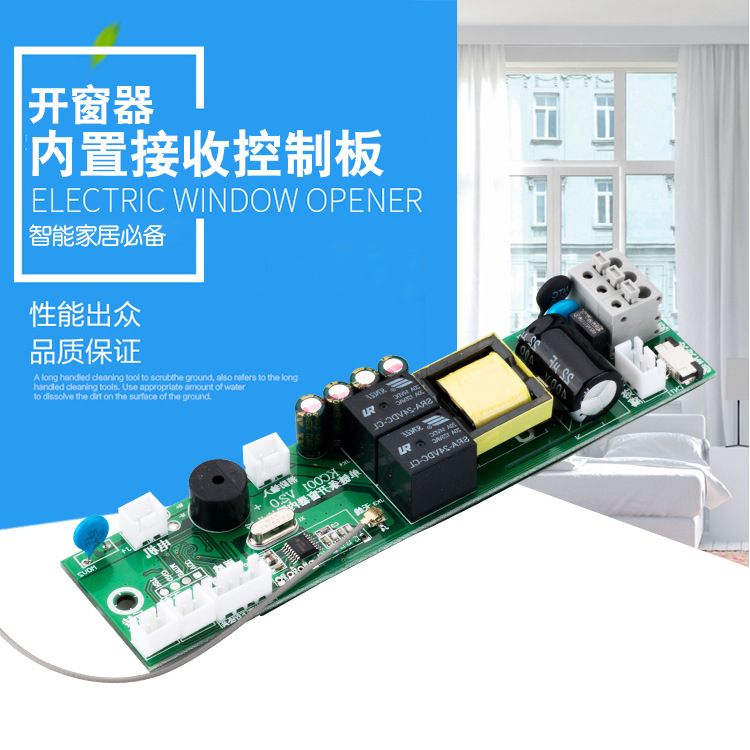 开窗器
内置接收控制板
ELECTRIC WINDOW OPENER
智能家居必备
性能出众
品质保证
A long handled cleaning tool to scrubthe ground, also refers to the long
handled cleaning tools. Use appropriate amount of water
to dissolve the dirt on the surface of the ground.
SRA-24VDC-CL
SRA-24VDC-CL
KC001